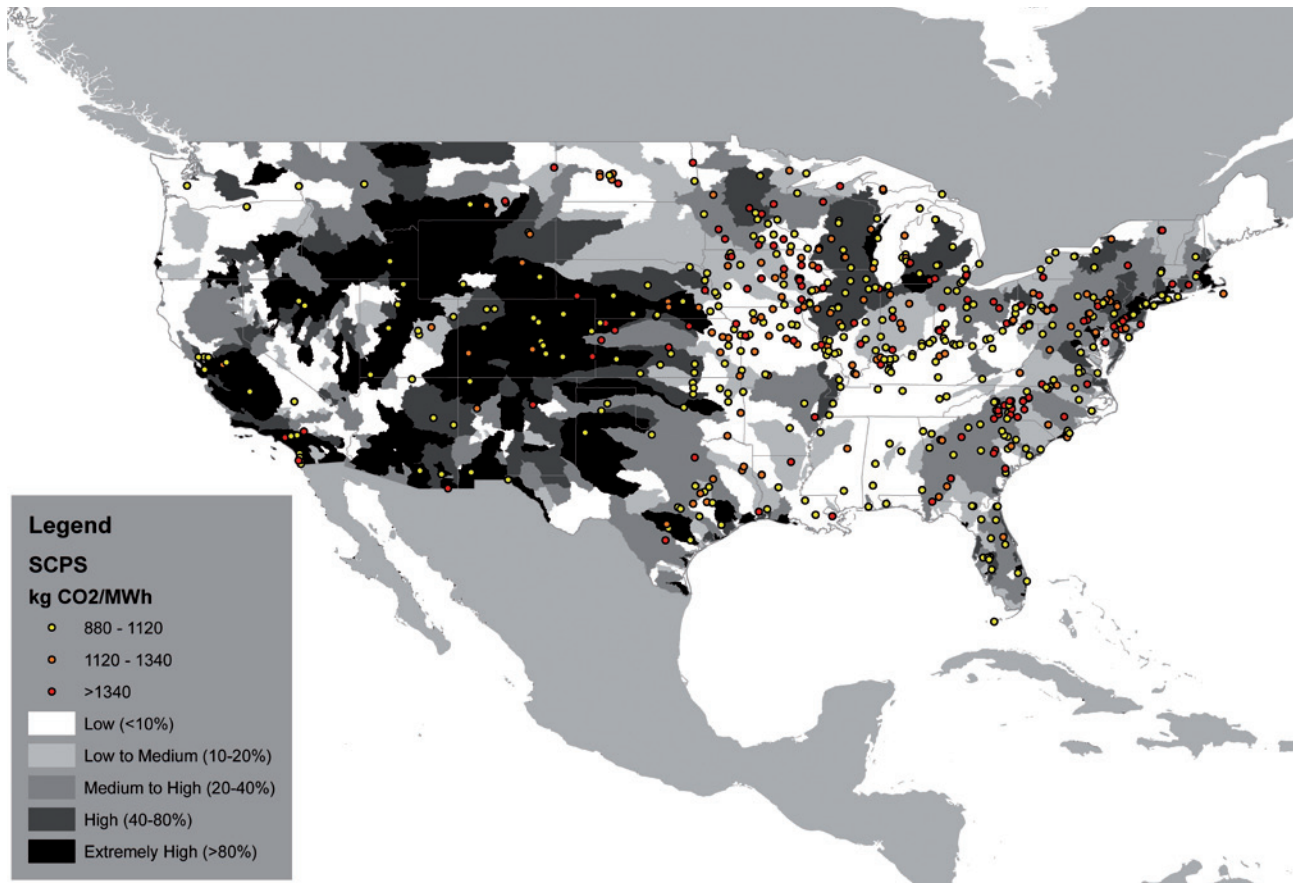 Legend
SCPS
kg CO2/MWh
880 - 1120
1120 - 1340
>1340
Low (<10%)
Low to Medium (10-20%)
Medium to High (20-40%)
High (40-80%)
Extremely High (>80%)